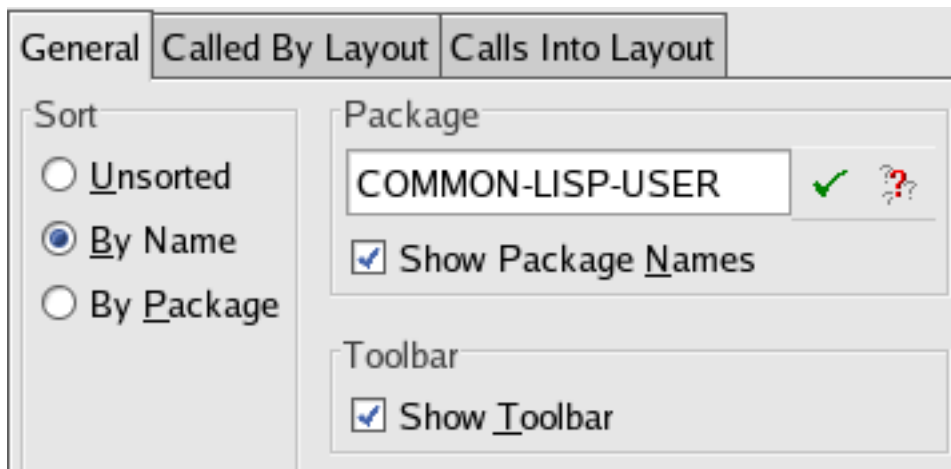 General
Called By Layout
Calls Into Layout
Sort
Unsorted
By Name
By Package
Package
COMMON-LISP-USER
Show Package Names
Toolbar
Show Toolbar